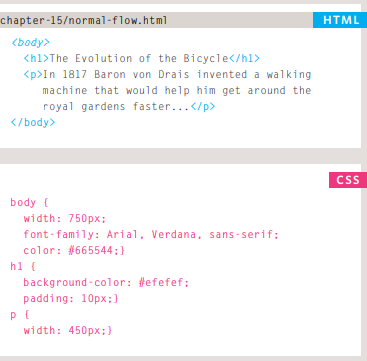 chapter-15/normal-flow.html HTML
<body>
<h1>The Evolution of the Bicycle</h1>
<p>In 1817 Baron von Drais invented a walking
machine that would help him get around the
royal gardens faster...</p>
</body>
CSS
body {
width: 750px;
font-family: Arial, Verdana, sans-serif;
color: #665544;}
h1 {
background-color: #efefef;
padding: 10px;}
p {
width: 450px;}